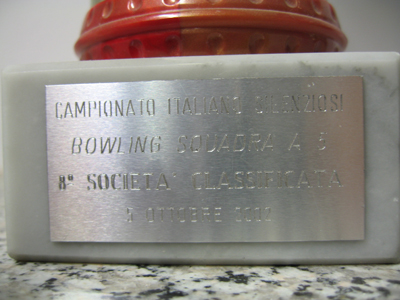 CAMPIONATO ITALIANO SILENZIOSI
BOWLING SQUADRA A
8ª SOCIETA' CLASSIFICATA
5 OTTOBRE